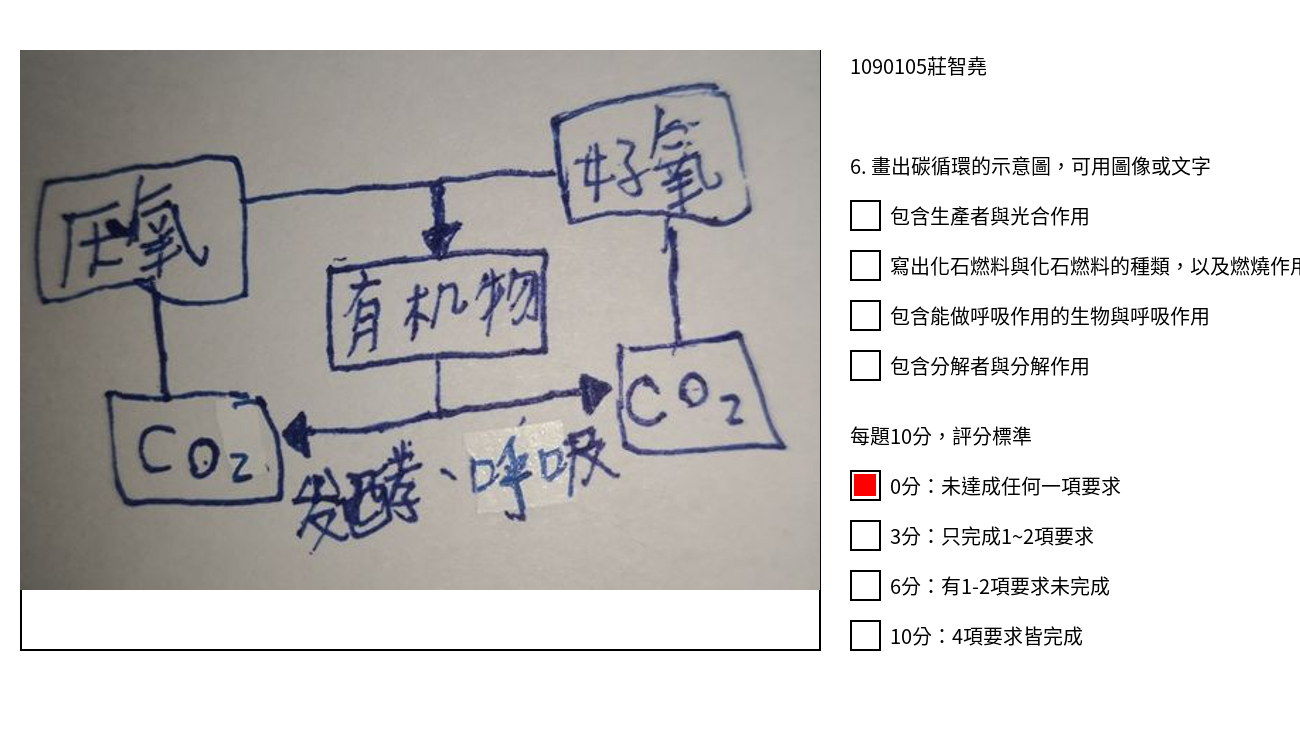 1090105莊智堯
6. 畫出碳循環的示意圖，可用圖像或文字
包含生產者與光合作用
寫出化石燃料與化石燃料的種類，以及燃燒作用
包含能做呼吸作用的生物與呼吸作用
包含分解者與分解作用
每題10分，評分標準
0分：未達成任何一項要求
3分：只完成1~2項要求
6分：有1-2項要求未完成
10分：4項要求皆完成
好氧
厌氧
有机物
CO2
CO2
发酵、呼吸